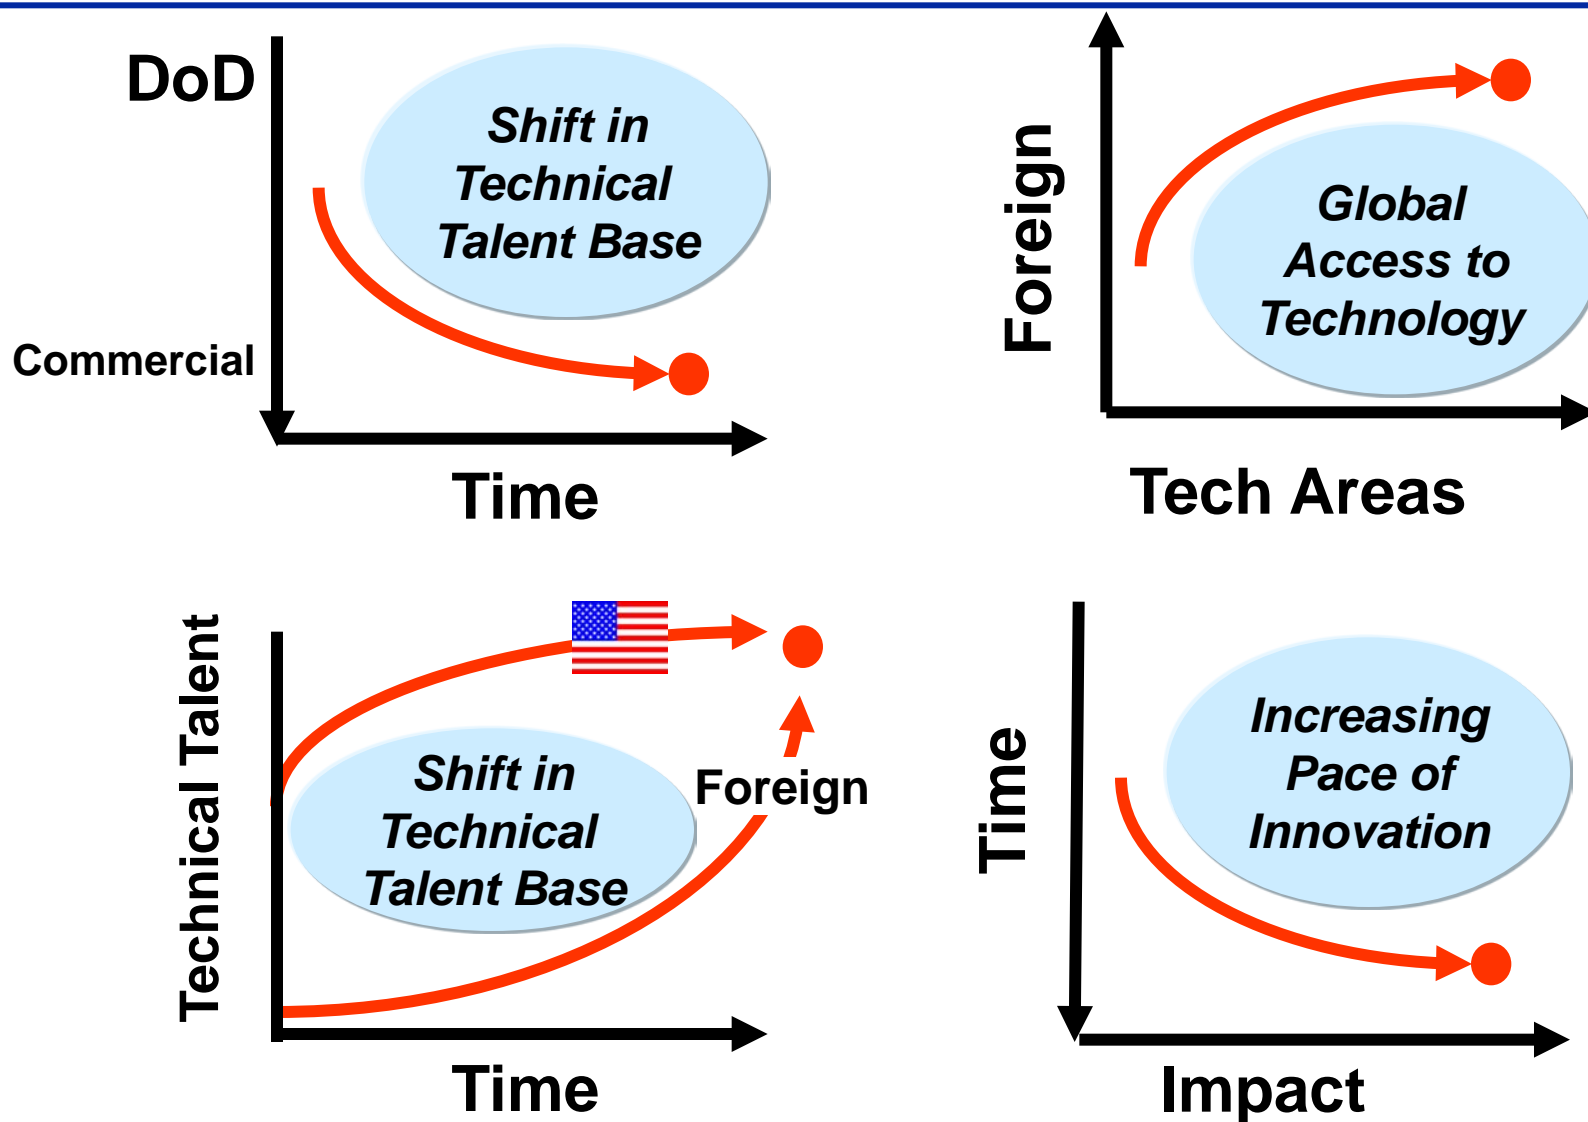 DoD
Shift in
Technical
Talent Base
Commercial
Time
Foreign
Global
Access to
Technology
Tech Areas
Technical Talent
Shift in
Technical
Talent Base
Foreign
Time
Time
Increasing
Pace of
Innovation
Impact